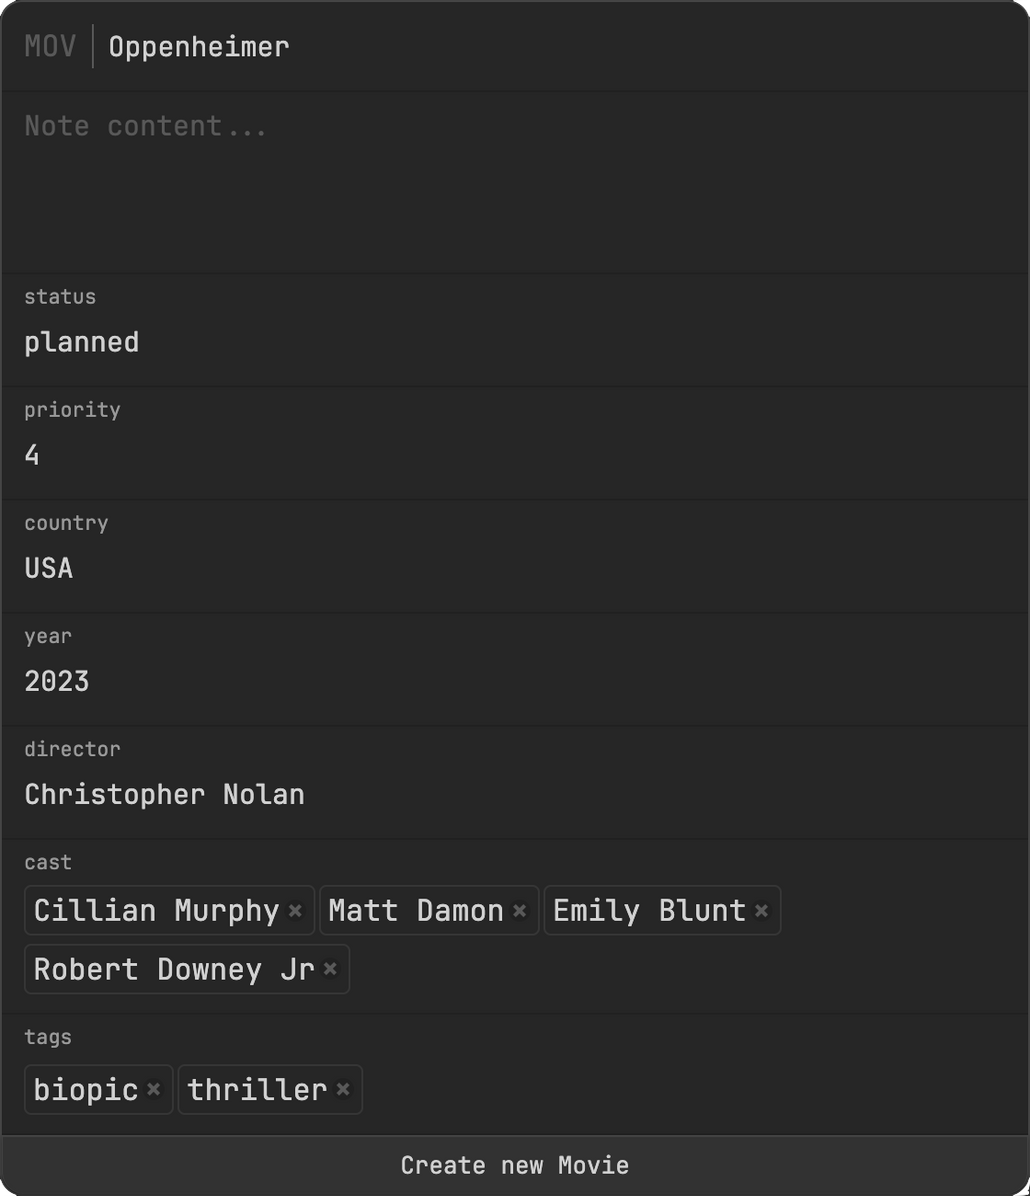 MOV Oppenheimer
Note content...
status
planned
priority
4
country
USA
year
2023
director
Christopher Nolan
cast
Cillian Murphy × Matt Damon × Emily Blunt ×
Robert Downey Jr ×
tags
biopic × thriller ×
Create new Movie